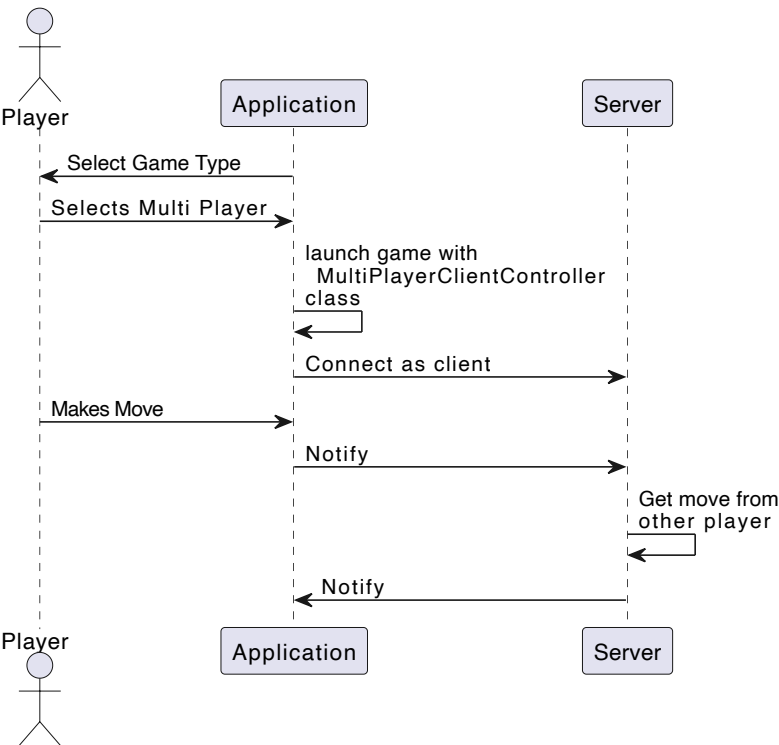 Player
Application
Server
Select Game Type
Selects Multi Player
launch game with
MultiPlayerClientController
class
Connect as client
Makes Move
Notify
Get move from
other player
Notify
Player
Application
Server